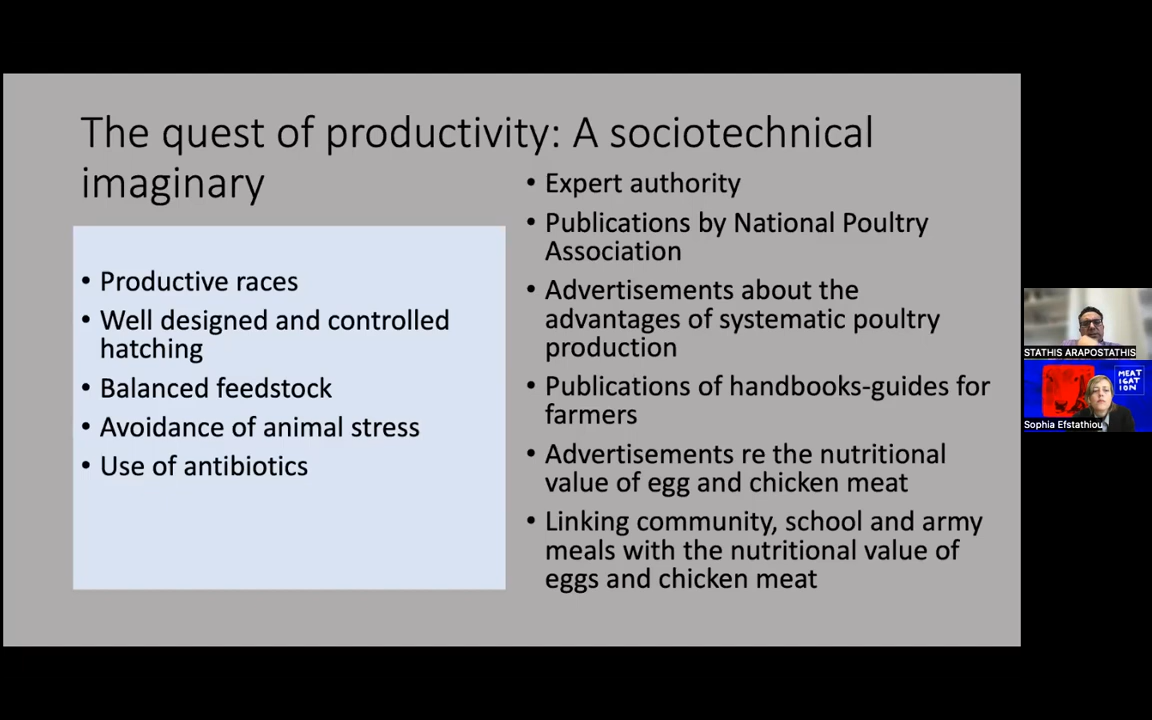 The quest of productivity: A sociotechnical
imaginary
• Productive races
• Well designed and controlled
hatching
• Balanced feedstock
• Avoidance of animal stress
• Use of antibiotics
• Expert authority
• Publications by National Poultry
Association
• Advertisements about the
advantages of systematic poultry
production
• Publications of handbooks-guides for
farmers
• Advertisements re the nutritional
value of egg and chicken meat
• Linking community, school and army
meals with the nutritional value of
eggs and chicken meat
STATHIS ARAPOSTATHIS
MEAT
IGAT
ION
Sophia Efstathiou